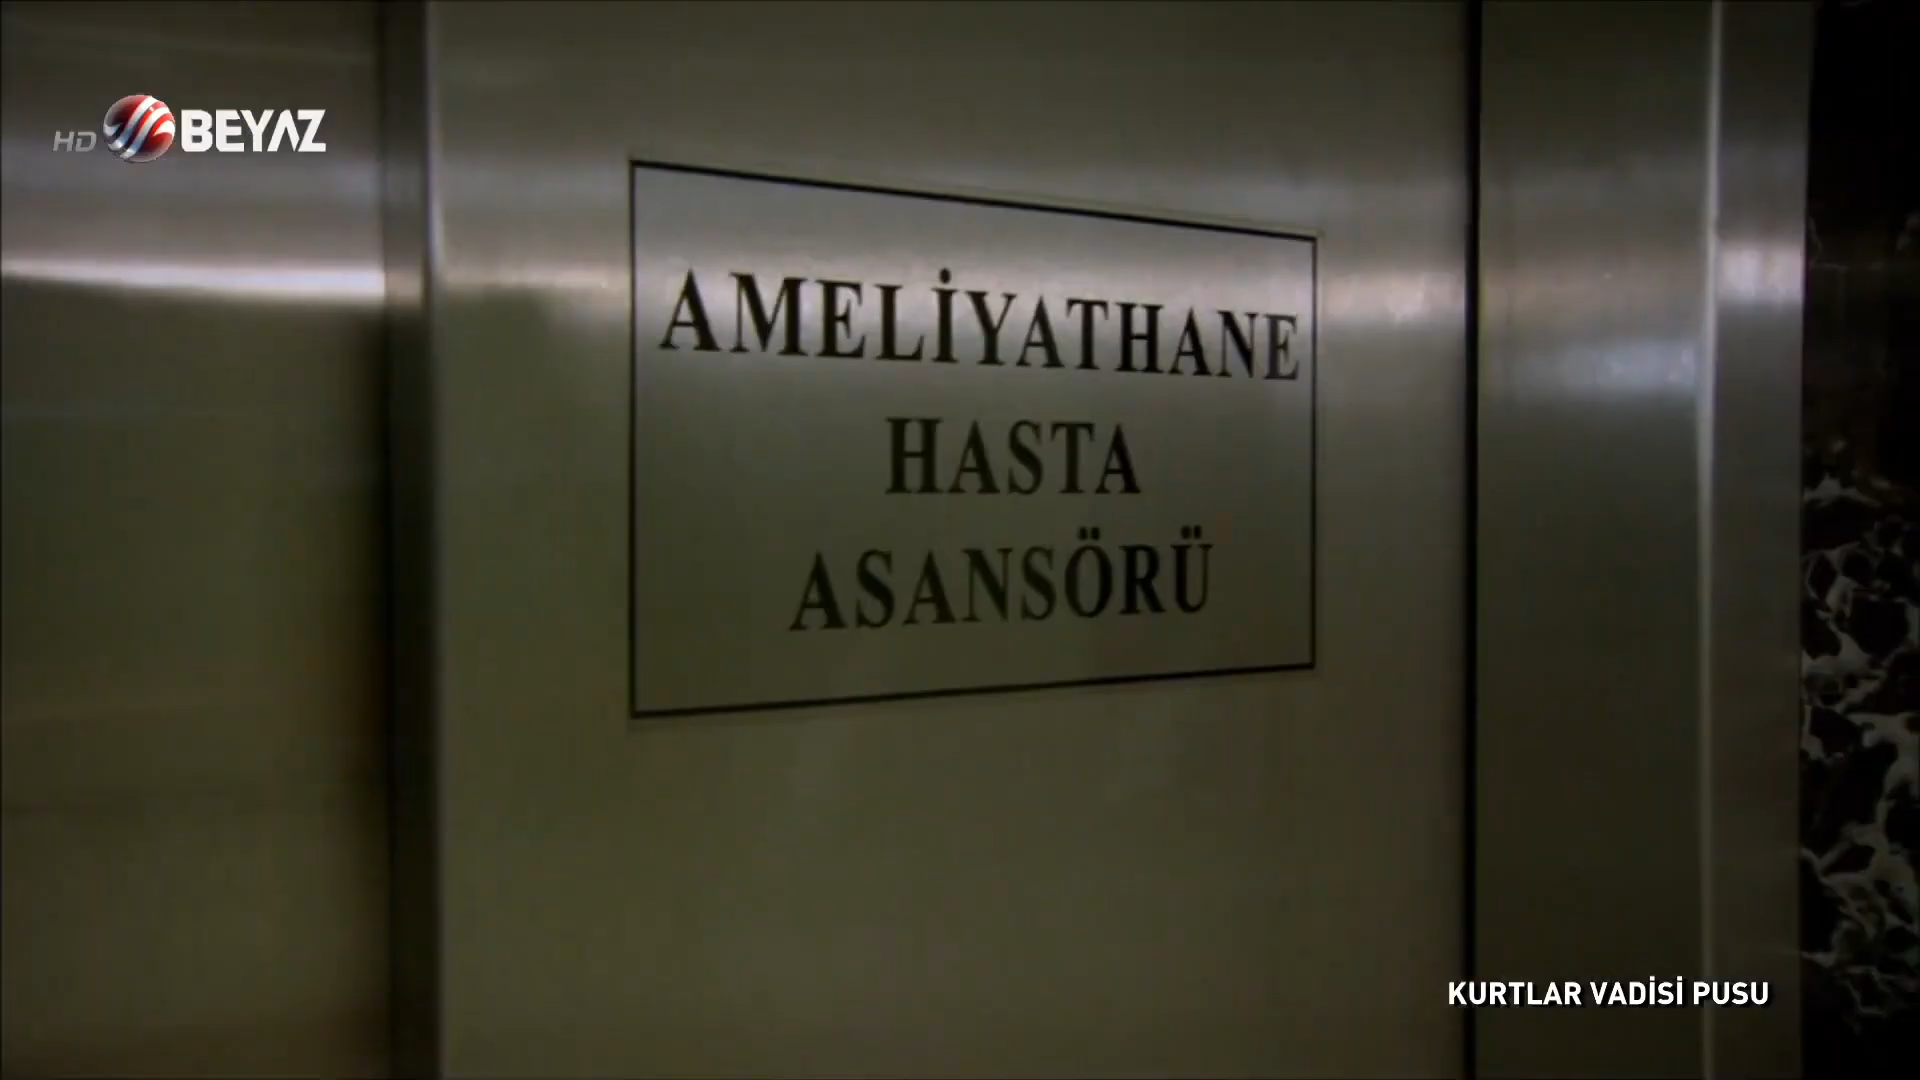 HD BEYAZ
AMELİYATHANE
HASTA
ASANSÖRÜ
KURTLAR VADİSİ PUSU